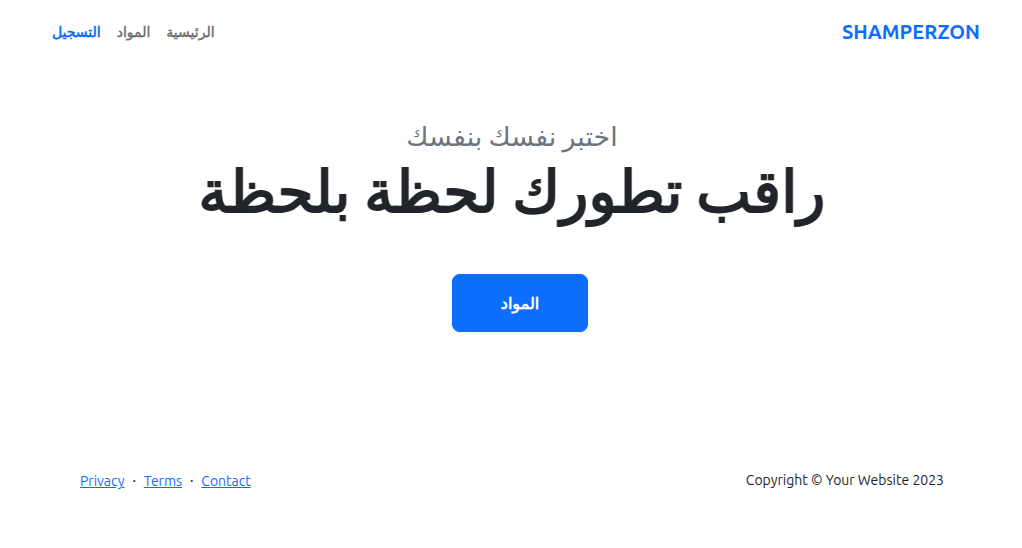 SHAMPERZON
الرئيسية المواد التسجيل
اختبر نفسك بنفسك
راقب تطورك لحظة بلحظة
المواد
Copyright © Your Website 2023
Privacy · Terms · Contact